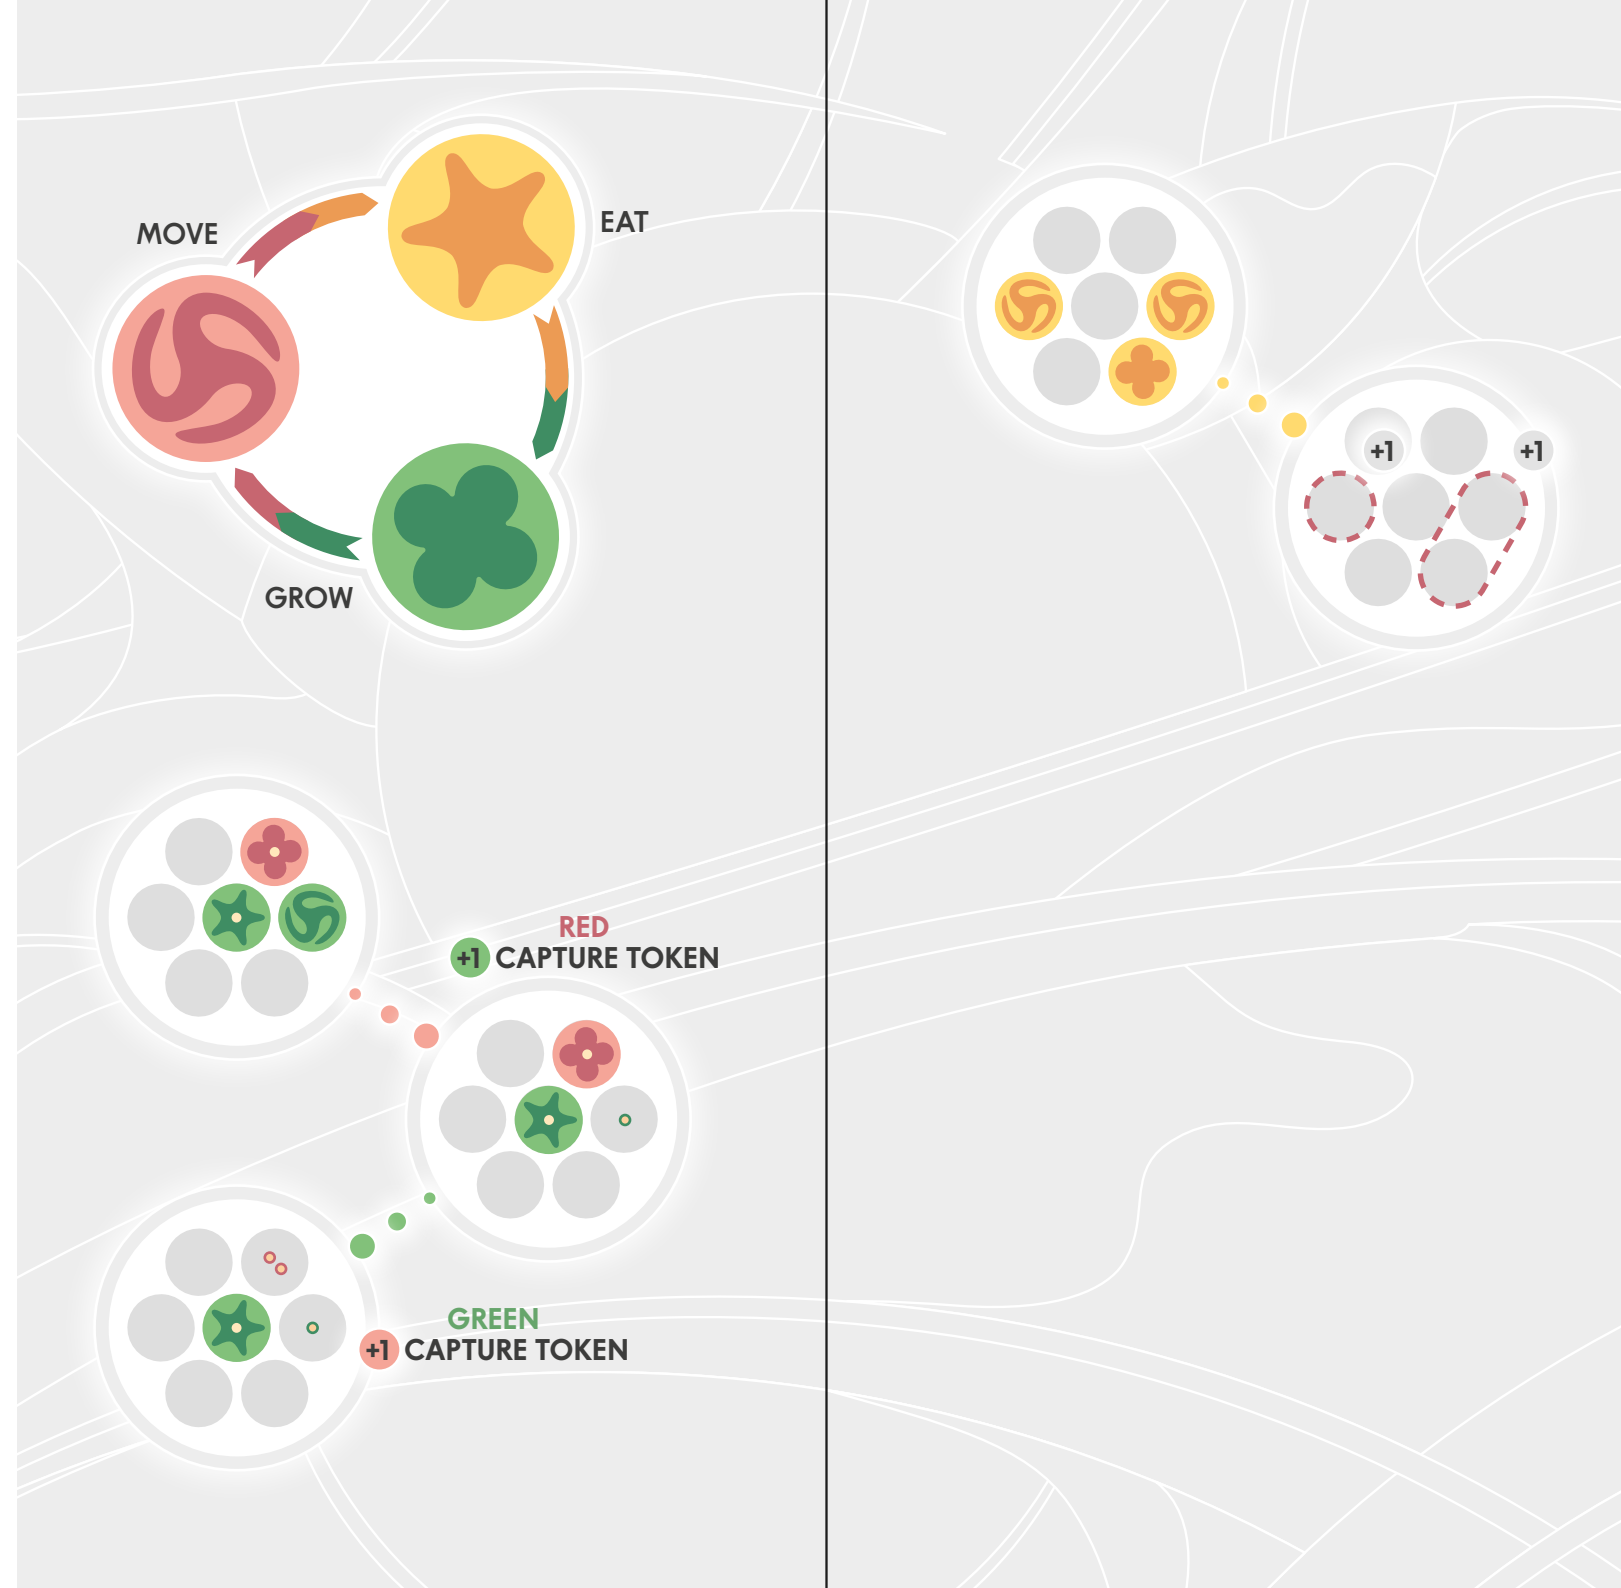 MOVE
EAT
GROW
RED
+1 CAPTURE TOKEN
GREEN
+1 CAPTURE TOKEN
+1
+1